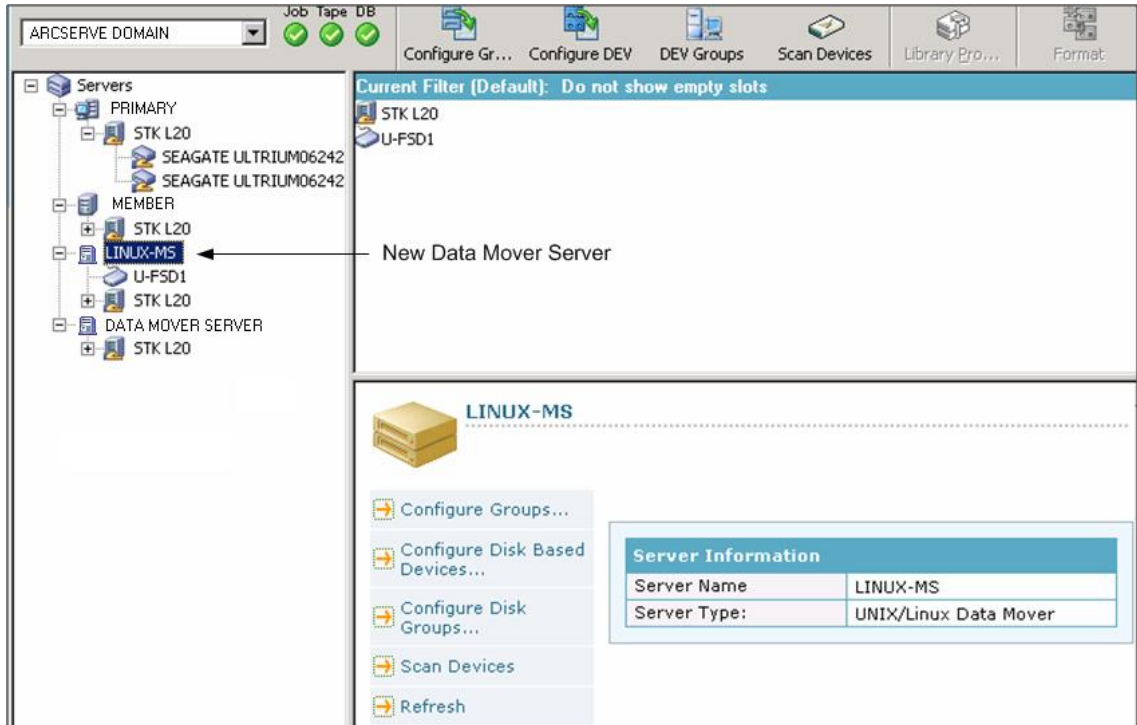 Job Tape DB
ARCSERVE DOMAIN
Configure Gr... Configure DEV DEV Groups Scan Devices Library Pro... Format
Servers
PRIMARY
STK L20
SEAGATE ULTRIUM06242
SEAGATE ULTRIUM06242
MEMBER
STK L20
LINUX-MS
U-FSD1
STK L20
DATA MOVER SERVER
STK L20
Current Filter (Default): Do not show empty slots
STK L20
U-FSD1
New Data Mover Server
LINUX-MS
Configure Groups...
Configure Disk Based
Devices...
Configure Disk
Groups...
Scan Devices
Refresh
Server Information
Server Name LINUX-MS
Server Type: UNIX/Linux Data Mover